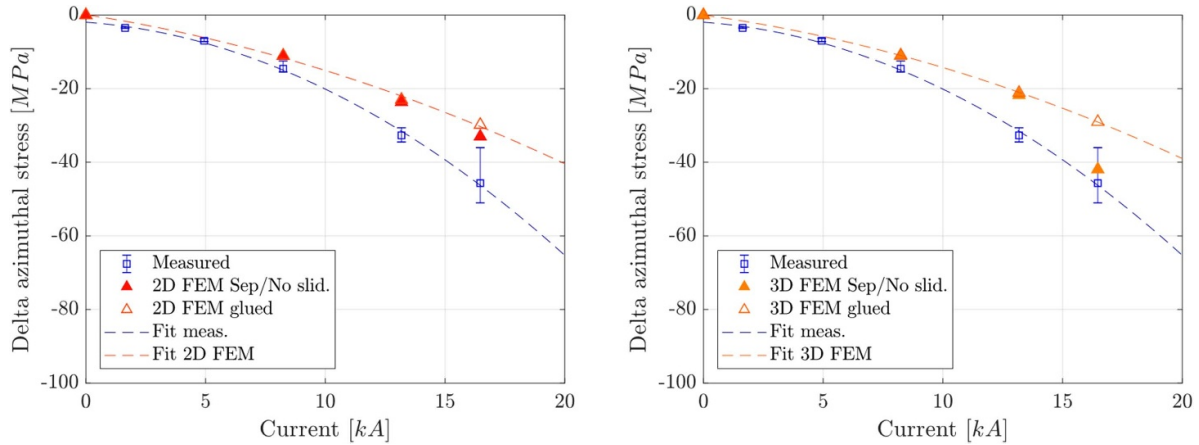 0
-20
-40
-60
-80
-100
Delta azimuthal stress [MPa]
Measured
2D FEM Sep/No slid.
2D FEM glued
Fit meas.
Fit 2D FEM
0 5 10 15 20
Current [kA]
0
-20
-40
-60
-80
-100
Delta azimuthal stress [MPa]
Measured
3D FEM Sep/No slid.
3D FEM glued
Fit meas.
Fit 3D FEM
0 5 10 15 20
Current [kA]